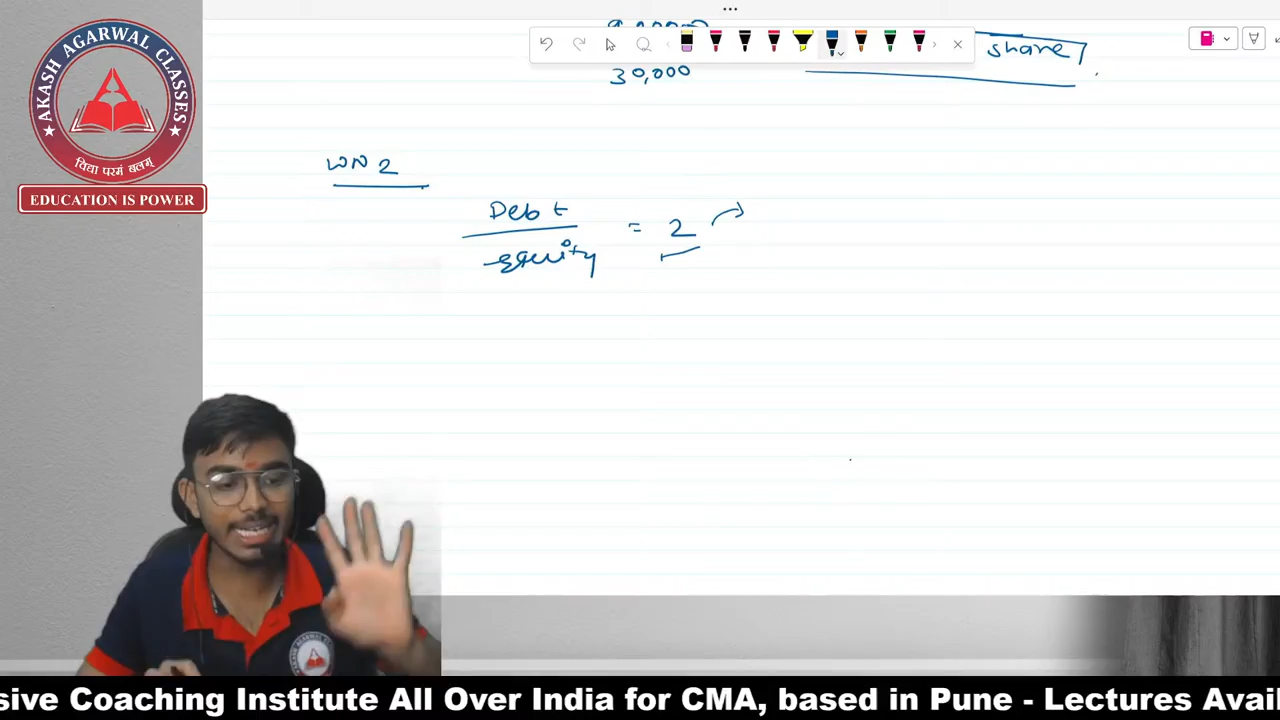 AKASH AGARWAL CLASSES
विद्या परमं बलम्
EDUCATION IS POWER
share
30,000
WN 2
Debt
= 2
equity
sive Coaching Institute All Over India for CMA, based in Pune - Lectures Avai